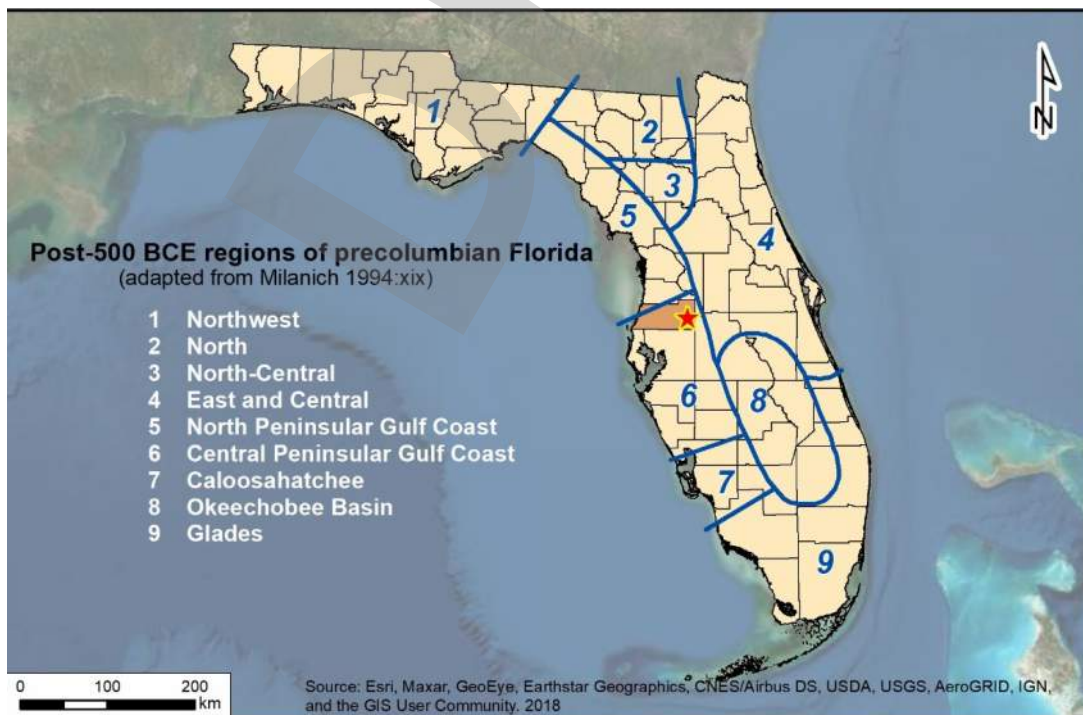 N
1
2
3
5
4
Post-500 BCE regions of precolumbian Florida
(adapted from Milanich 1994:xix)
1 Northwest
2 North
3 North-Central
4 East and Central
5 North Peninsular Gulf Coast
6 Central Peninsular Gulf Coast
7 Caloosahatchee
8 Okeechobee Basin
9 Glades
6
8
7
9
0 100 200
km
Source: Esri, Maxar, GeoEye, Earthstar Geographics, CNES/Airbus DS, USDA, USGS, AeroGRID, IGN,
and the GIS User Community. 2018